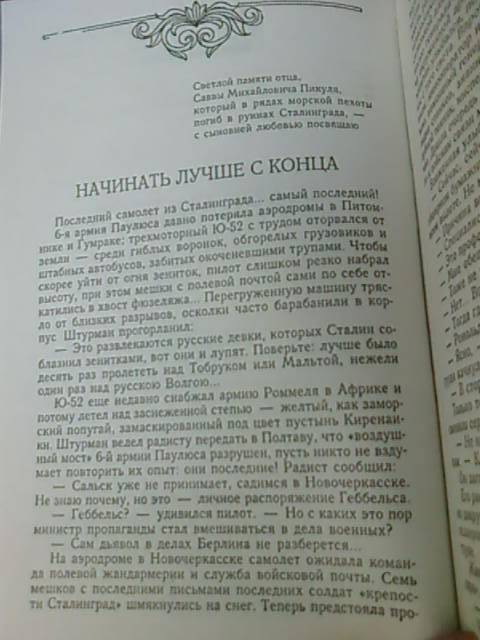 Светлой памяти отца,
Саввы Михайловича Пикуля,
который в рядах морской пехоты
погиб в руинах Сталинграда, —
с сыновней любовью посвящаю
НАЧИНАТЬ ЛУЧШЕ С КОНЦА
Последний самолет из Сталинграда... самый последний!
6-я армия Паулюса давно потеряла аэродромы в Питом-
нике и Гумраке; трехмоторный Ю-52 с трудом оторвался от
земли — среди гиблых воронок, обгорелых грузовиков и
штабных автобусов, забитых окоченевшими трупами. Чтобы
скорее уйти от огня зениток, пилот слишком резко набрал
высоту, при этом мешки с полевой почтой сами по себе от-
катились в хвост фюзеляжа... Перегруженную машину тряс-
ло от близких разрывов, осколки часто барабанили в кор-
пус. Штурман прогорланил:
— Это развлекаются русские девки, которых Сталин со-
блазнил зенитками, вот они и лупят. Поверьте: лучше было
десять раз пролететь над Тобруком или Мальтой, нежели
один раз над русскою Волгою...
Ю-52 еще недавно снабжал армию Роммеля в Африке и
потому летел над заснеженной степью — желтый, как замор-
ский попугай, замаскированный под цвет пустынь Киренаи-
ки. Штурман велел радисту передать в Полтаву, что «воздуш-
ный мост» 6-й армии Паулюса разрушен, пусть никто не взду-
мает повторить их опыт: они последние! Радист сообщил:
— Сальск уже не принимает, садимся в Новочеркасске.
Не знаю почему, но это — личное распоряжение Геббельса.
— Геббельс? — удивился пилот. — Но с каких это пор
министр пропаганды стал вмешиваться в дела военных?
— Сам дьявол в делах Берлина не разберется...
На аэродроме в Новочеркасске самолет ожидала коман-
да полевой жандармерии и служба войсковой почты. Семь
мешков с последними письмами последних солдат «крепос-
ти Сталинград» шмякнулись на снег. Теперь предстояла про-